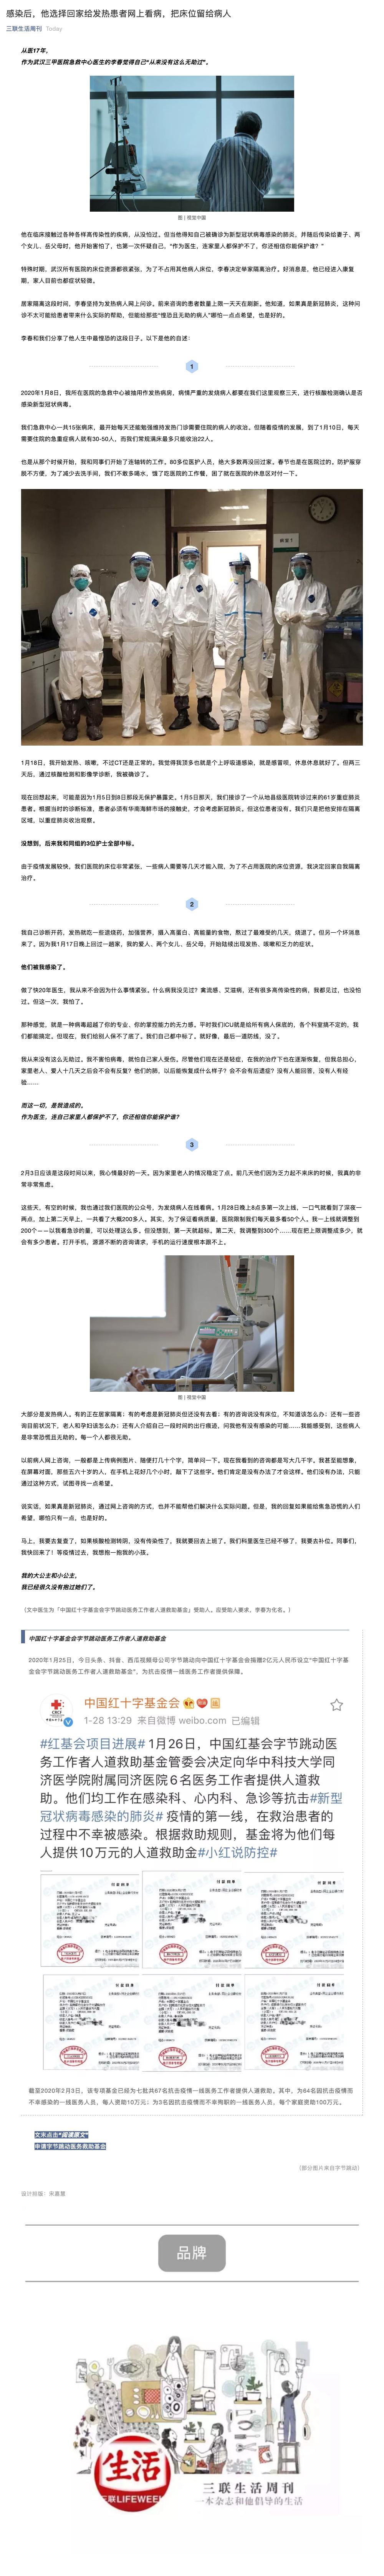 感染后，他选择回家给发热患者网上看病，把床位留给病人
三联生活周刊 Today
从医17年，
作为武汉三甲医院急救中心医生的李春觉得自己“从来没有这么无助过”。
图 | 视觉中国
他在临床接触过各种各样高传染性的疾病，从没怕过。但当他得知自己被确诊为新型冠状病毒感染的肺炎，并随后传染给妻子、两
个女儿、岳父母时，他开始害怕了，也第一次怀疑自己，“作为医生，连家里人都保护不了，你还相信你能保护谁？”
特殊时期，武汉所有医院的床位资源都很紧张，为了不占用其他病人床位，李春决定举家隔离治疗。好消息是，他已经进入康复
期，家人目前也都症状轻微。
居家隔离这段时间，李春坚持为发热病人网上问诊。前来咨询的患者数量上限一天天在刷新。他知道，如果真是新冠肺炎，这种问
诊不太可能给患者带来什么实际的帮助，但能给那些“惶恐且无助的病人”哪怕一点点希望，也是好的。
李春和我们分享了他人生中最惶恐的这段日子。以下是他的自述：
1
2020年1月8日，我所在医院的急救中心被抽用作发热病房，病情严重的发烧病人都要在我们这里观察三天，进行核酸检测确认是否
感染新型冠状病毒。
我们急救中心一共15张病床，最开始每天还能勉强维持发热门诊需要住院的病人的收治。但随着疫情的发展，到了1月10日，每天
需要住院的急重症病人就有30-50人，而我们常规满床最多只能收治22人。
也是从那个时候开始，我和同事们开始了连轴转的工作。80多位医护人员，绝大多数再没回过家。春节也是在医院过的。防护服穿
脱不方便，为了减少去洗手间，我们不敢多喝水，饿了吃医院的工作餐，困了就在医院的休息区对付一下。
1月18日，我开始发热、咳嗽，不过CT还是正常的。我觉得我顶多也就是个上呼吸道感染，就是感冒呗，休息休息就好了。但两三
天后，通过核酸检测和影像学诊断，我被确诊了。
现在回想起来，可能是因为1月5日到8日那段无保护暴露史。1月5日那天，我们接诊了一个从地县级医院转诊过来的61岁重症肺炎
患者。根据当时的诊断标准，患者必须有华南海鲜市场的接触史，才会考虑新冠肺炎。但这位患者没有。我们只是把他安排在隔离
区域，以重症肺炎收治观察。
没想到，后来我和同组的3位护士全部中标。
由于疫情发展较快，我们医院的床位非常紧张，一些病人需要等几天才能入院，为了不占用医院的床位资源，我决定回家自我隔离
治疗。
2
我自己诊断开药，发热就吃一些退烧药，加强营养，摄入高蛋白、高能量的食物，熬过了最难受的几天，烧退了。但另一个坏消息
来了。因为我1月17日晚上回过一趟家，我的爱人、两个女儿、岳父母，开始陆续出现发热、咳嗽和乏力的症状。
他们被我感染了。
做了快20年医生，我从来不会因为什么事情紧张。什么病我没见过？禽流感、艾滋病，还有很多高传染性的病，我都见过，也没怕
过。但这一次，我怕了。
那种感觉，就是一种病毒超越了你的专业、你的掌控能力的无力感。平时我们ICU就是给所有病人保底的，各个科室搞不定的，我
们都能搞定。但现在，我们给别人保不了底了。我们自己都中标了。就好像，最后一道防线，没了。
我从来没有这么无助过。我不害怕病毒，就怕自己家人受伤。尽管他们现在还是轻症，在我的治疗下也在逐渐恢复，但我总担心，
家里老人、爱人十几天之后会不会有反复？他们的肺，以后能恢复成什么样子？会不会有后遗症？没有人能回答，没有人有经
验……
而这一切，是我造成的。
作为医生，连自己家里人都保护不了，你还相信你能保护谁？
3
2月3日应该是这段时间以来，我心情最好的一天。因为家里老人的情况稳定了点。前几天他们因为乏力起不来床的时候，我真的非
常非常焦虑。
这些天，有空的时候，我也通过我们医院的公众号，为发烧病人在线看病。1月28日晚上8点多第一次上线，一口气就看到了深夜一
两点，加上第二天早上，一共看了大概200多人。其实，为了保证看病质量，医院限制我们每天最多看50个人。我一上线就调整到
200个——以我看急诊的量，可以处理这么多。但没想到，第一天就超标。第二天，我调整到300个……现在把上限调整成多少，就
会有多少患者。打开手机，源源不断的咨询请求，手机的运行速度根本跟不上。
图 | 视觉中国
大部分是发热病人。有的正在居家隔离；有的考虑是新冠肺炎但还没有去看；有的咨询说没有床位，不知道该怎么办；还有一些咨
询目前状况下，老人和孕妇该怎么办；还有人介绍自己一段时间的出行痕迹，问我他有没有感染的可能……我能感受到，这些病人
是非常恐慌且无助的。每一个人都很无助。
以前病人网上咨询，一般都是上传病例图片，随便打几十个字，简单问一下。现在我看到的咨询都是写大几千字。我甚至能想象，
在屏幕对面，那些五六十岁的人，在手机上花好几个小时，敲下了这些字。他们肯定是没有办法了才会这样。他们没有办法，只能
通过这种方式，试图寻找一点希望。
说实话，如果真是新冠肺炎，通过网上咨询的方式，也并不能帮他们解决什么实际问题。但是，我的回复如果能给焦急恐慌的人们
希望，哪怕只有一点，也是好的。
马上，我要去复查了，如果核酸检测转阴，没有传染性了，我就要回去上班了。我们科里医生已经不够了，我要去补位。同事们，
我快回来了！等疫情过去，我想抱一抱我的小孩。
我的大公主和小公主，
我已经很久没有抱过她们了。
（文中医生为「中国红十字基金会字节跳动医务工作者人道救助基金」受助人。应受助人要求，李春为化名。）
中国红十字基金会字节跳动医务工作者人道救助基金
2020年1月25日，今日头条、抖音、西瓜视频母公司字节跳动向中国红十字基金会捐赠2亿元人民币设立“中国红十字基
金会字节跳动医务工作者人道救助基金”，为抗击疫情一线医务工作者提供保障。
中国红十字基金会
1-28 13:29 来自微博 weibo.com 已编辑
#红基会项目进展# 1月26日，中国红基会字节跳动医
务工作者人道救助基金管委会决定向华中科技大学同
济医学院附属同济医院６名医务工作者提供人道救
助。他们均工作在感染科、心内科、急诊等抗击#新型
冠状病毒感染的肺炎# 疫情的第一线，在救治患者的
过程中不幸被感染。根据救助规则，基金将为他们每
人提供10万元的人道救助金#小红说防控#
截至2020年2月3日，该专项基金已经为七批共67名抗击疫情一线医务工作者提供人道救助。其中，为64名因抗击疫情而
不幸感染的一线医务人员，每人资助10万元；为3名因抗击疫情而不幸殉职的一线医务人员，每个家庭资助100万元。
文末点击“阅读原文”
申请字节跳动医务救助基金
（部分图片来自字节跳动）
设计排版：宋嘉蕙
品牌
生活
三联LIFEWEEK
三联生活周刊
一本杂志和他倡导的生活